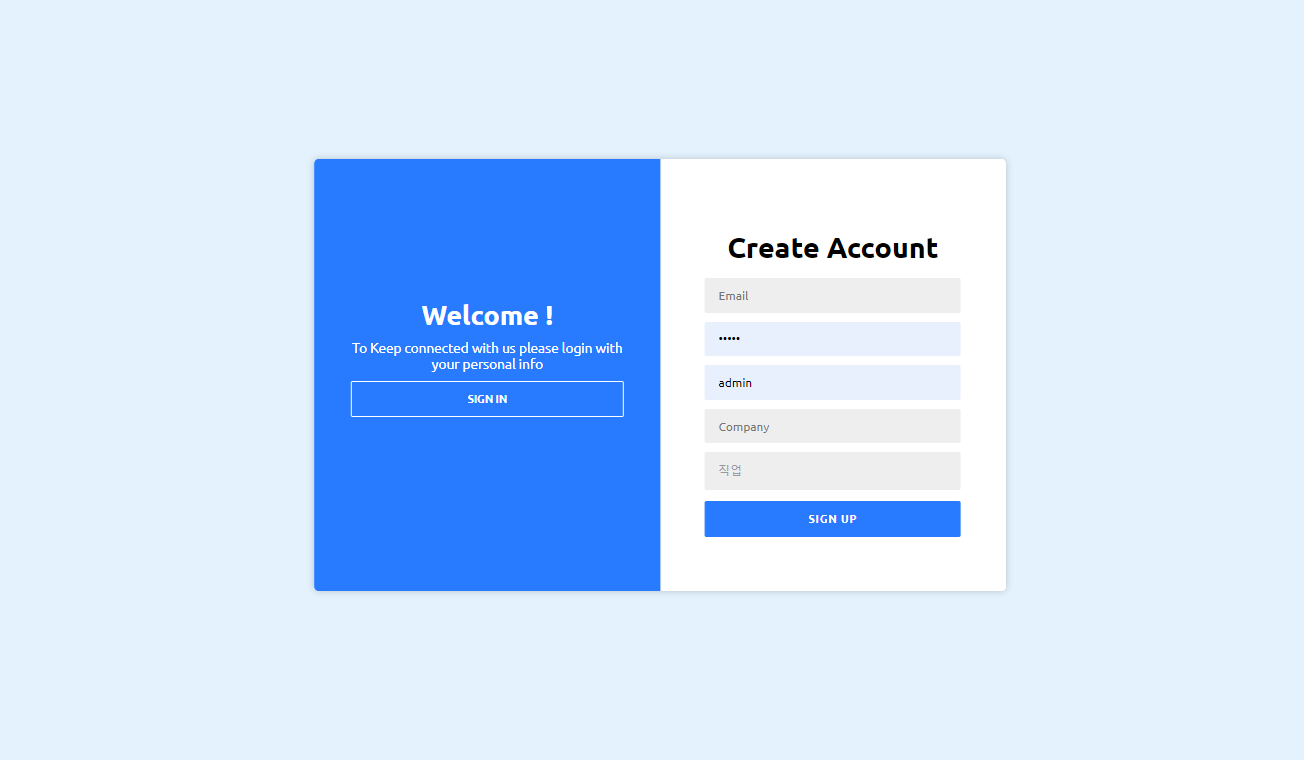 Welcome !
To Keep connected with us please login with
your personal info
SIGN IN
Create Account
Email
•••••
admin
Company
직업
SIGN UP